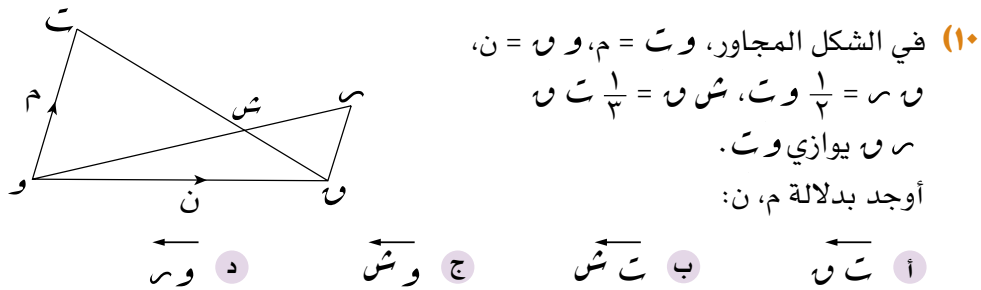 ١٠) في الشكل المجاور، و ت = م، و ق = ن،
ق ر = ١/٢ و ت، ش ق = ١/٣ ت ق
ر ق يوازي و ت.
أوجد بدلالة م، ن:
أ ت ق ب ت ش ج و ش د و ر
ت
م
ش
ر
و
ن
ق